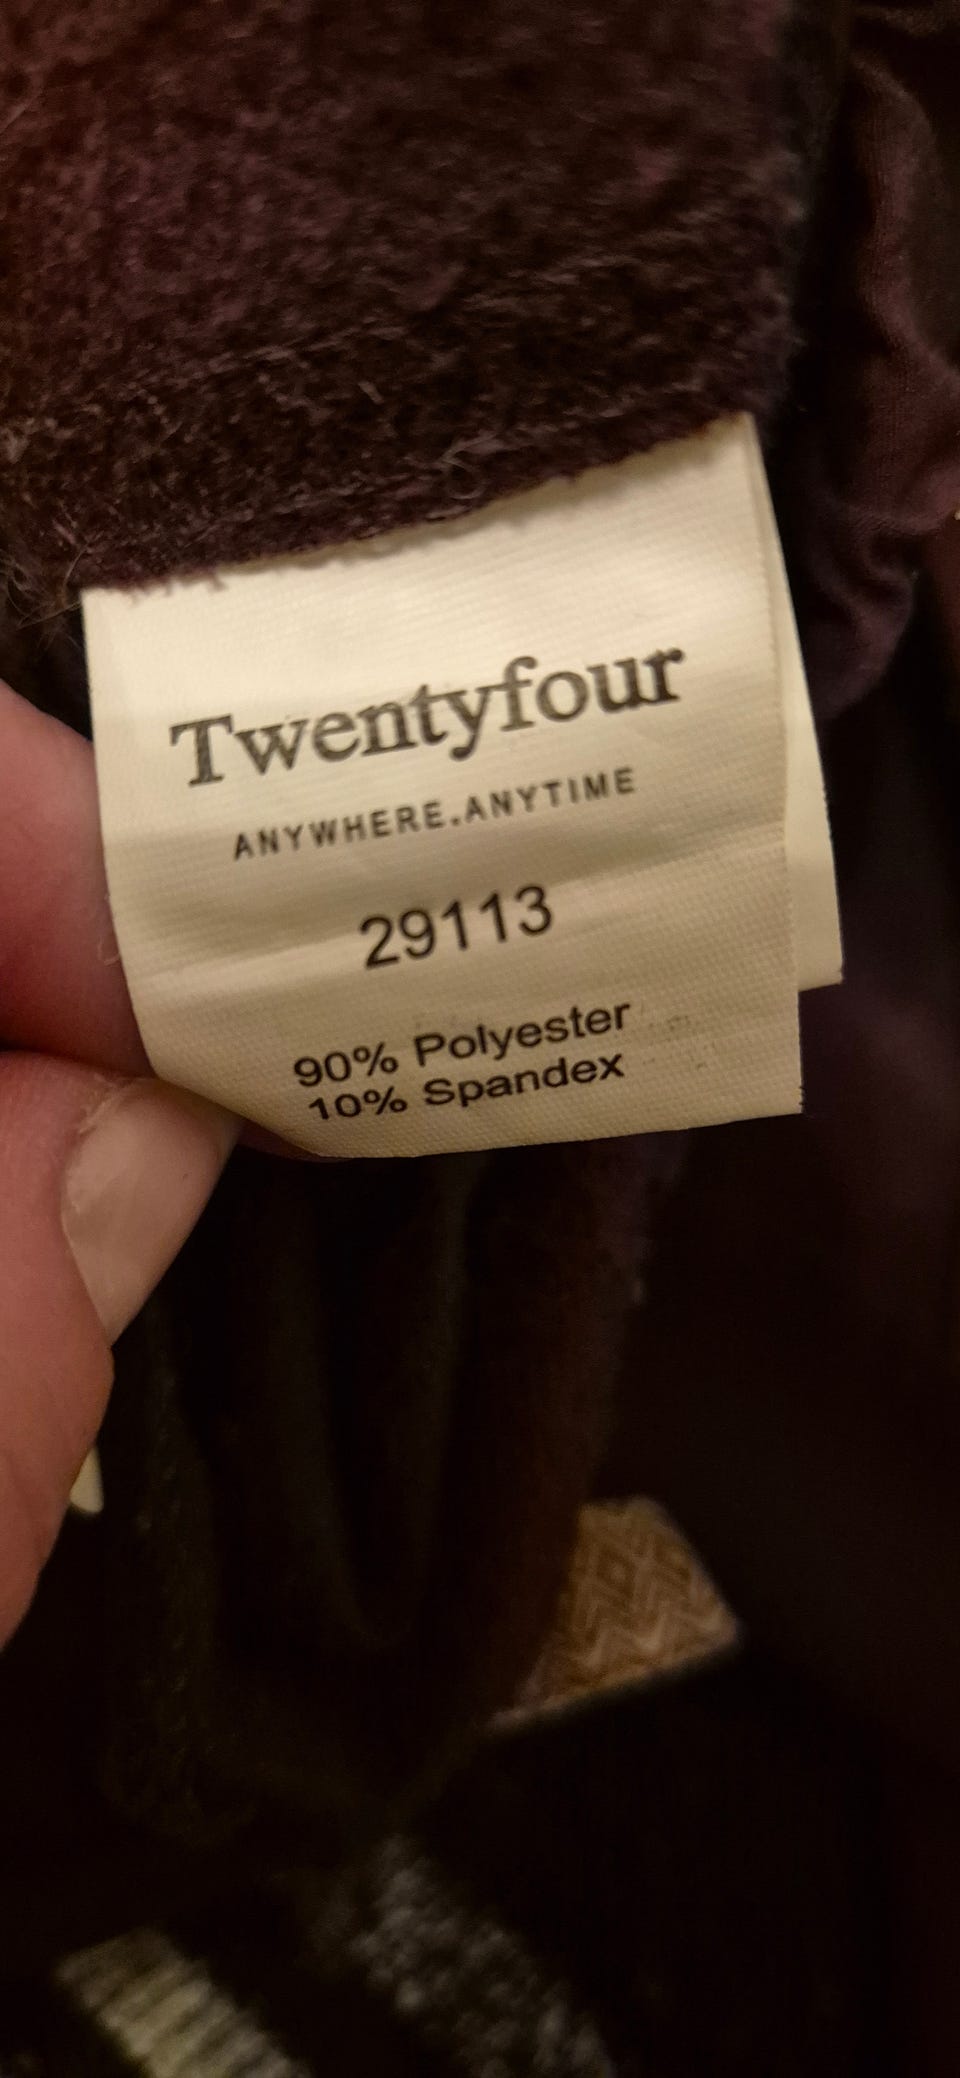 Twentyfour
ANYWHERE.ANYTIME
29113
90% Polyester
10% Spandex